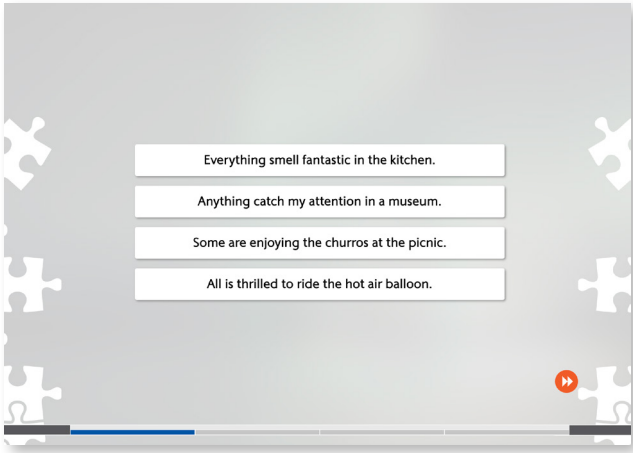 Everything smell fantastic in the kitchen.
Anything catch my attention in a museum.
Some are enjoying the churros at the picnic.
All is thrilled to ride the hot air balloon.